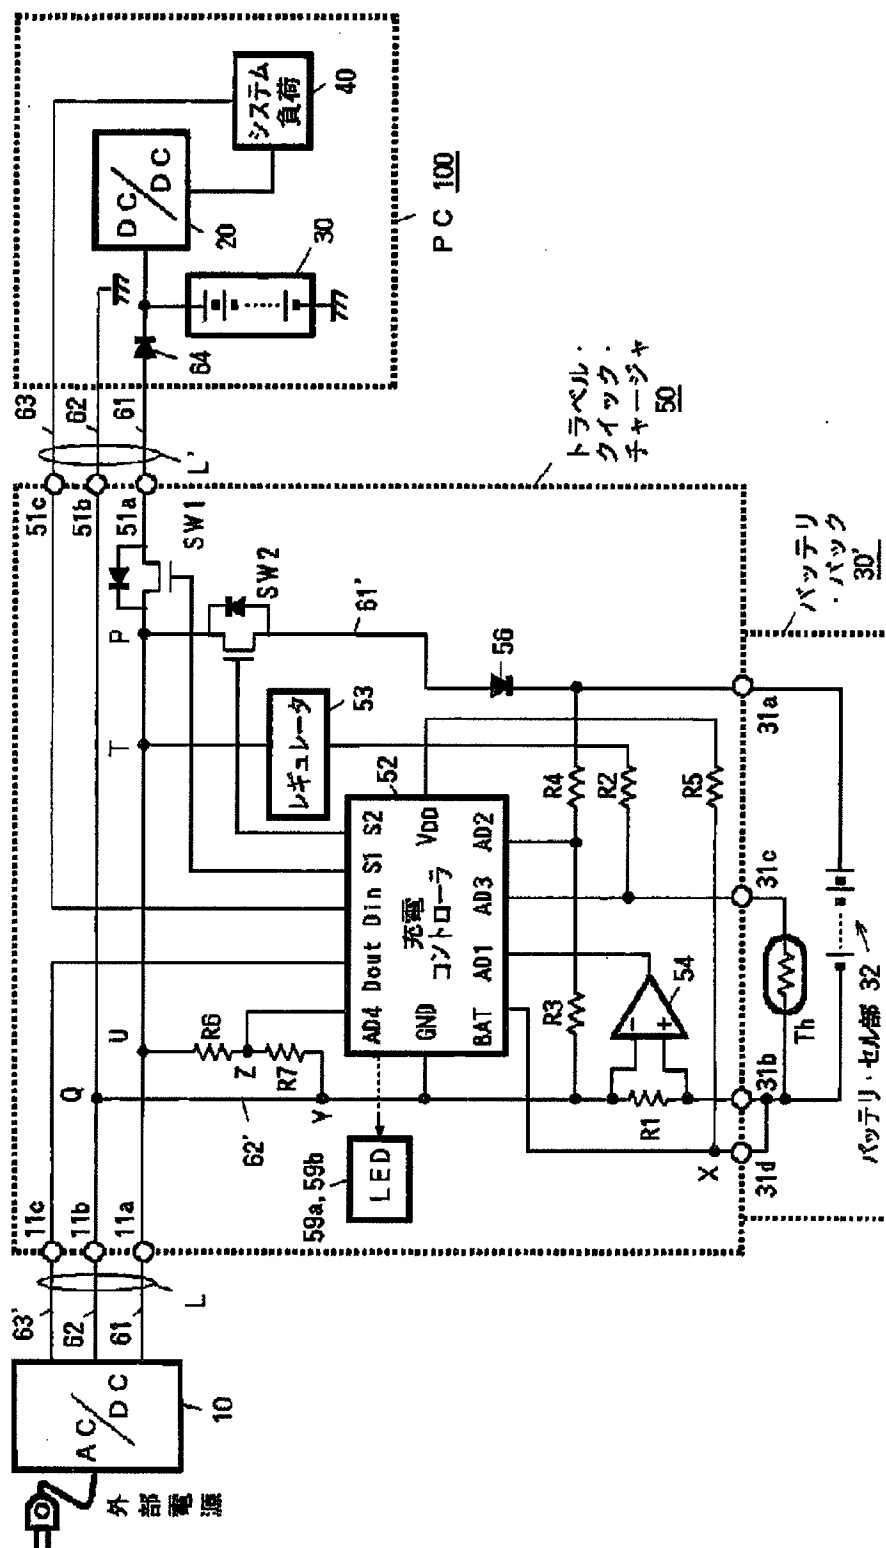 外部電源
AC/DC
10
63'
62
61
L
11c
11b
11a
Q
U
T
P
62'
Y
Z
R6
R7
59a, 59b
LED
AD4
Dout
Din
S1
S2
GND
充電
コントローラ
VDD
BAT
AD1
AD3
AD2
52
レギュレータ
53
SW1
SW2
61'
56
R1
R3
R4
R2
R5
54
X
31d
31b
31c
31a
Th
バッテリ・セル部 32
バッテリ
・パック
30'
トラベル・
クイック・
チャージャ
50
51c
51b
51a
L'
63
62
61
64
DC/DC
20
30
システム
負荷
40
PC 100